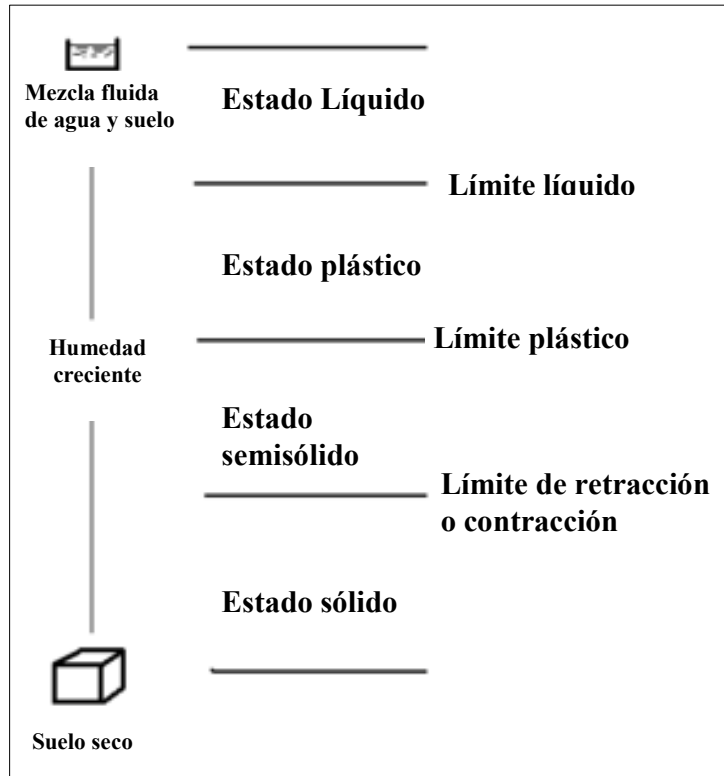 Mezcla fluida
de agua y suelo
Estado Líquido
Límite líquido
Estado plástico
Humedad
creciente
Límite plástico
Estado
semisólido
Límite de retracción
o contracción
Estado sólido
Suelo seco